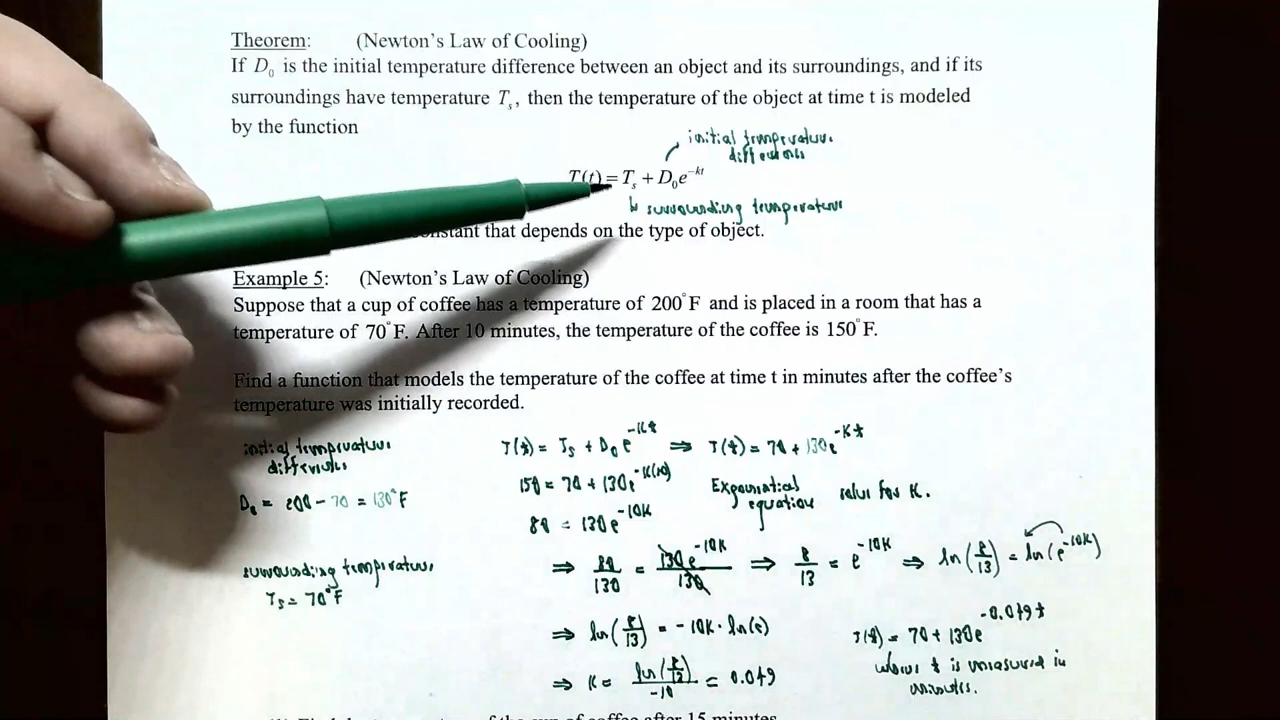 Theorem: (Newton's Law of Cooling)
If D₀ is the initial temperature difference between an object and its surroundings, and if its
surroundings have temperature Tₛ, then the temperature of the object at time t is modeled
by the function
initial temperature
difference
T(t) = Tₛ + D₀e^(-kt)
↳ surrounding temperature
constant that depends on the type of object.
Example 5: (Newton's Law of Cooling)
Suppose that a cup of coffee has a temperature of 200°F and is placed in a room that has a
temperature of 70°F. After 10 minutes, the temperature of the coffee is 150°F.
Find a function that models the temperature of the coffee at time t in minutes after the coffee's
temperature was initially recorded.
initial temperature
difference
D₀ = 200 - 70 = 130°F
surrounding temperature
Tₛ = 70°F
T(t) = Tₛ + D₀e^(-Kt) ⇒ T(t) = 70 + 130e^(-Kt)
150 = 70 + 130e^(-K(10))
Exponential
equation
solve for K.
80 = 130e^(-10K)
⇒ 80/130 = 130e^(-10K)/130 ⇒ 8/13 = e^(-10K) ⇒ ln(8/13) = ln(e^(-10K))
⇒ ln(8/13) = -10K · ln(e)
⇒ K = ln(8/13)/-10 = 0.049
T(t) = 70 + 130e^(-0.049t)
where t is measured in
minutes.
of the cup of coffee after 15 minutes